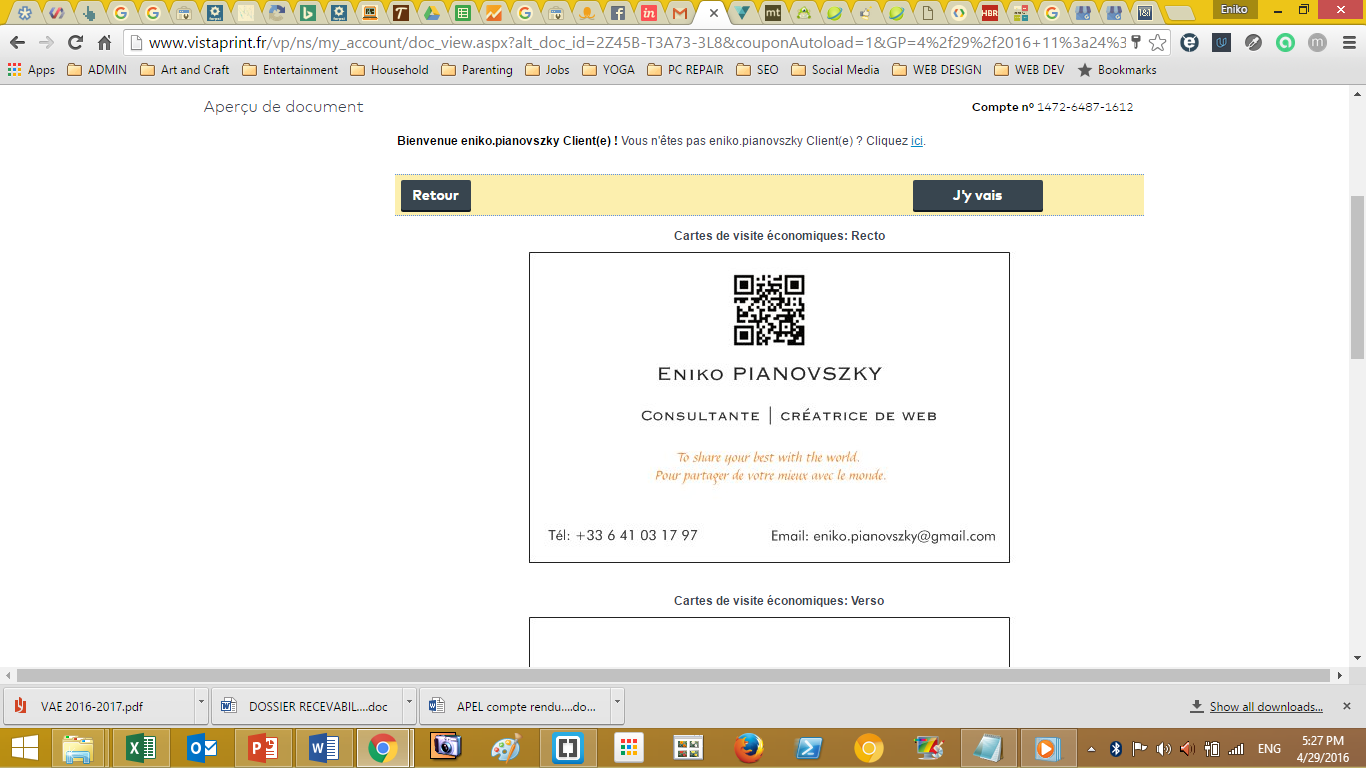 Eniko
www.vistaprint.fr/vp/ns/my_account/doc_view.aspx?alt_doc_id=2Z45B-T3A73-3L8&couponAutoload=1&GP=4%2f29%2f2016+11%3a24%3
Apps ADMIN Art and Craft Entertainment Household Parenting Jobs YOGA PC REPAIR SEO Social Media WEB DESIGN WEB DEV Bookmarks
Aperçu de document
Compte nº 1472-6487-1612
Bienvenue eniko.pianovszky Client(e) ! Vous n'êtes pas eniko.pianovszky Client(e) ? Cliquez ici.
Retour
J'y vais
Cartes de visite économiques: Recto
Eniko PIANOVSZKY
Consultante | créatrice de web
To share your best with the world.
Pour partager de votre mieux avec le monde.
Tél: +33 6 41 03 17 97
Email: eniko.pianovszky@gmail.com
Cartes de visite économiques: Verso
VAE 2016-2017.pdf
DOSSIER RECEVABIL....doc
APEL compte rendu....do...
Show all downloads...
ENG
5:27 PM
4/29/2016